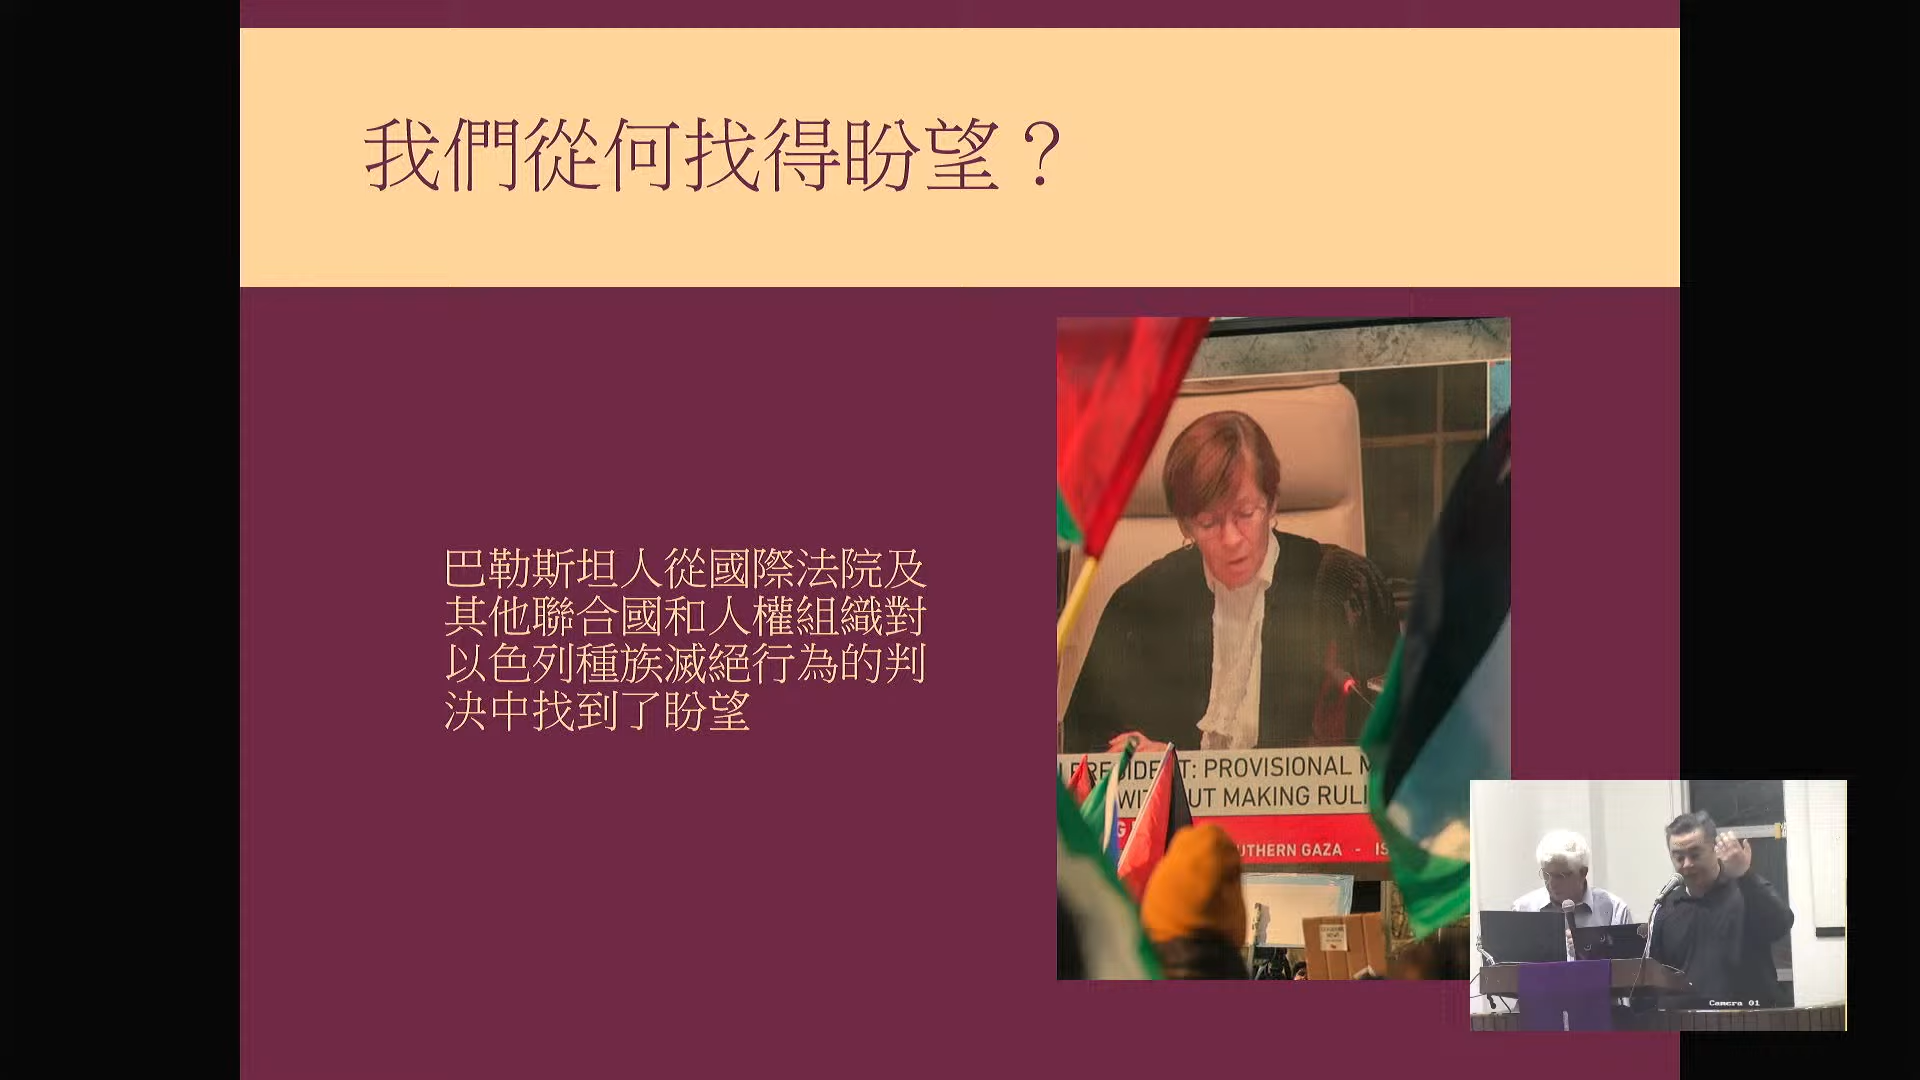 我們從何找得盼望？
巴勒斯坦人從國際法院及
其他聯合國和人權組織對
以色列種族滅絕行為的判
決中找到了盼望
PRESIDENT: PROVISIONAL
WITHOUT MAKING
UTHERN GAZA -
Camera 01